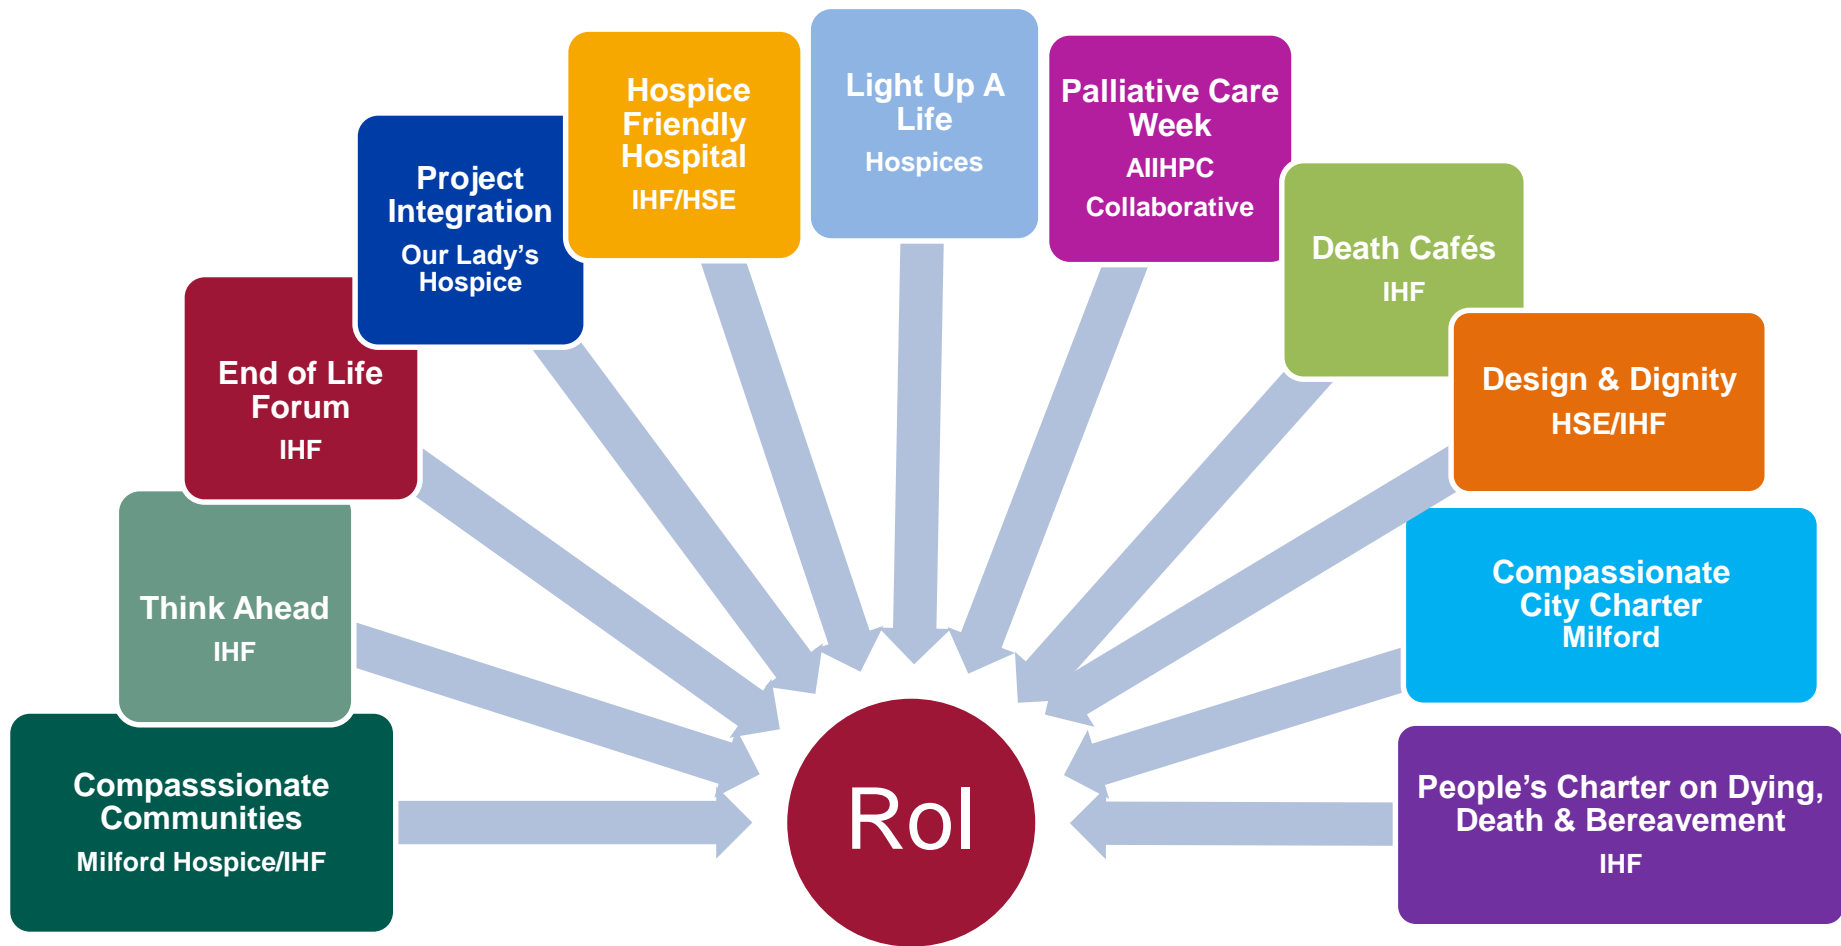 Compasssionate
Communities
Milford Hospice/IHF
Think Ahead
IHF
End of Life
Forum
IHF
Project
Integration
Our Lady’s
Hospice
Hospice
Friendly
Hospital
IHF/HSE
Light Up A
Life
Hospices
Palliative Care
Week
AIIHPC
Collaborative
Death Cafés
IHF
Design & Dignity
HSE/IHF
Compassionate
City Charter
Milford
People’s Charter on Dying,
Death & Bereavement
IHF
RoI